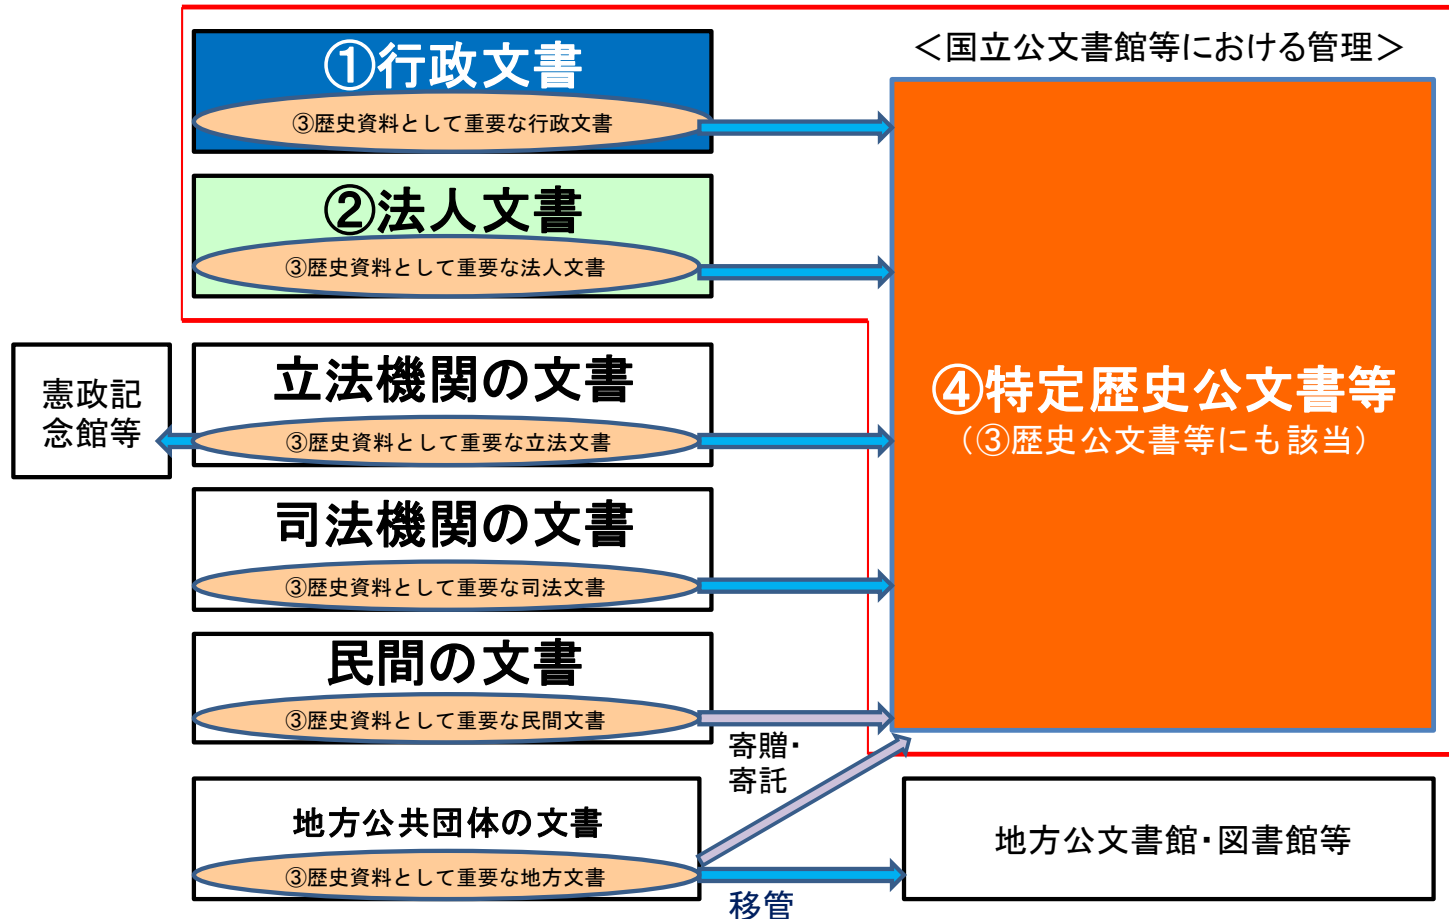 ＜国立公文書館等における管理＞
①行政文書
③歴史資料として重要な行政文書
②法人文書
③歴史資料として重要な法人文書
憲政記
念館等
立法機関の文書
③歴史資料として重要な立法文書
④特定歴史公文書等
（③歴史公文書等にも該当）
司法機関の文書
③歴史資料として重要な司法文書
民間の文書
③歴史資料として重要な民間文書
寄贈・
寄託
地方公共団体の文書
③歴史資料として重要な地方文書
移管
地方公文書館・図書館等